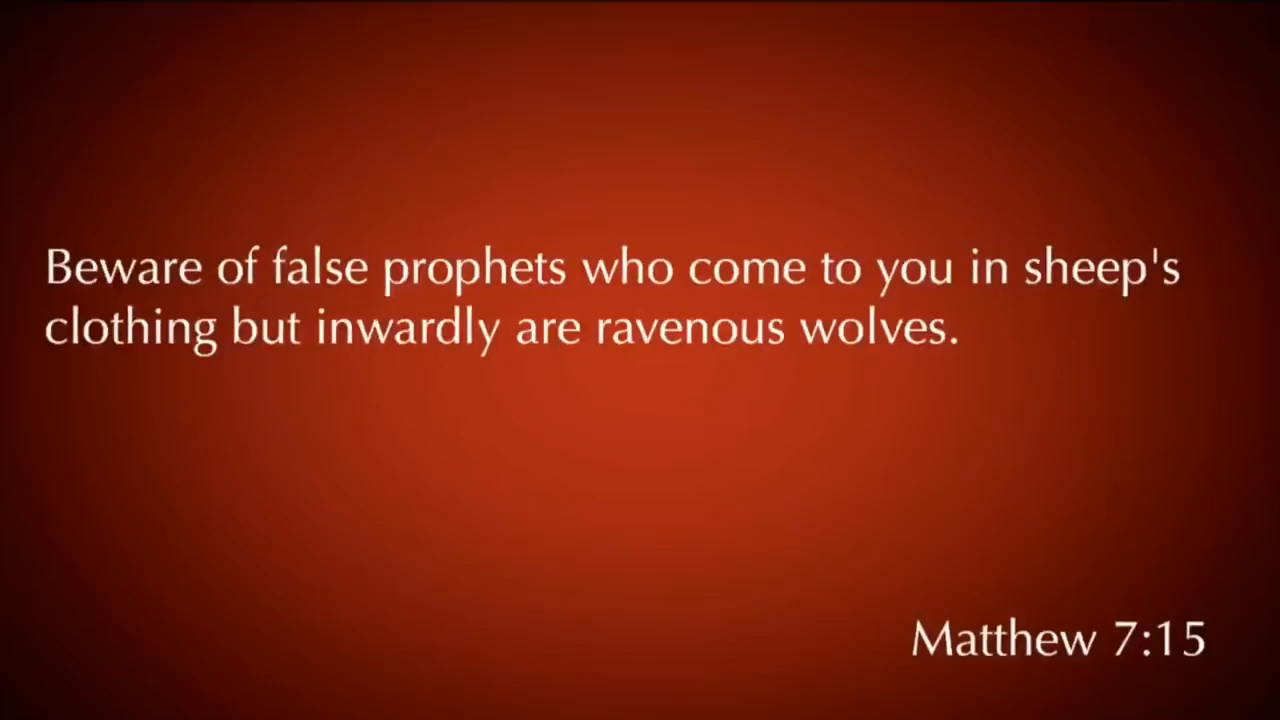 Beware of false prophets who come to you in sheep's
clothing but inwardly are ravenous wolves.
Matthew 7:15